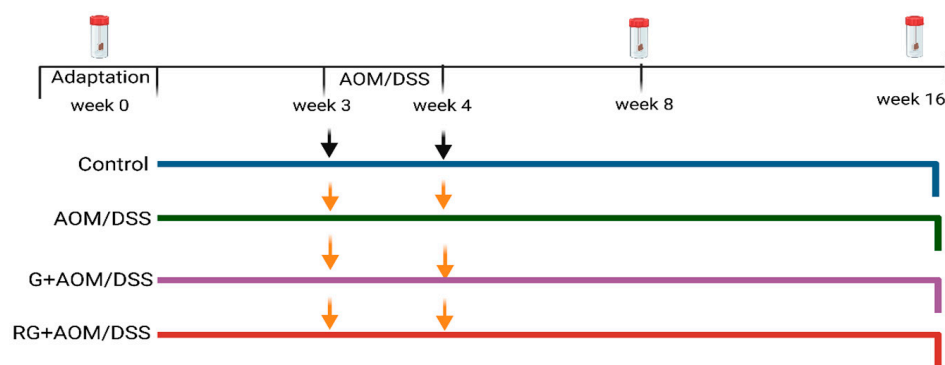 Adaptation
AOM/DSS
week 0
week 3
week 4
week 8
week 16
Control
AOM/DSS
G+AOM/DSS
RG+AOM/DSS